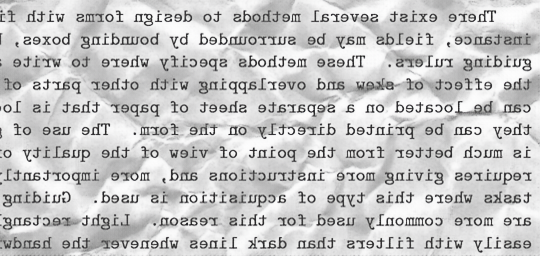 There exist several methods to design forms with
instance, fields may be surrounded by bounding boxes,
guiding rulers. These methods specify where to write
the effect of skew and overlapping with other parts of
can be located on a separate sheet of paper that is
they can be printed directly on the form. The use of
is much better from the point of view of the quality
requires giving more instructions and, more importantly
tasks where this type of acquisition is used. Guiding
are more commonly used for this reason. Light rectangl
easily with filters than dark lines whenever the handw